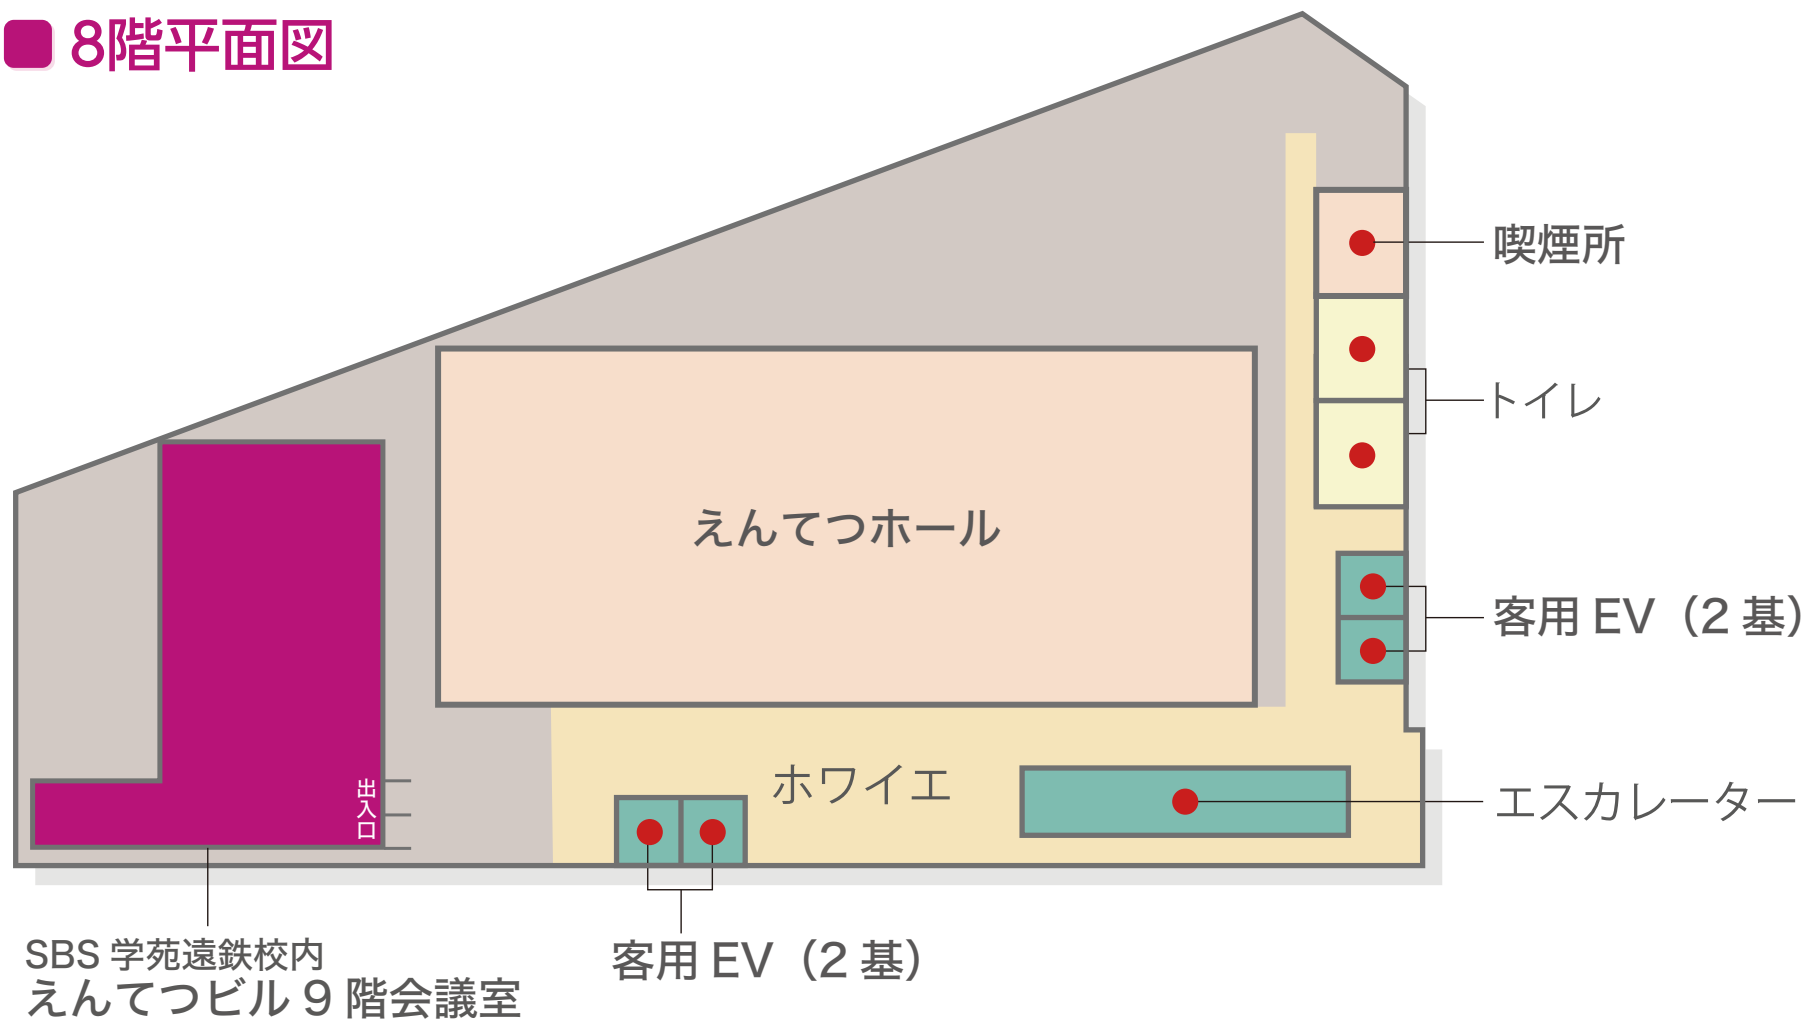 8階平面図
喫煙所
トイレ
えんてつホール
客用 EV（2 基）
ホワイエ
エスカレーター
出入口
SBS 学苑遠鉄校内
えんてつビル 9 階会議室
客用 EV（2 基）